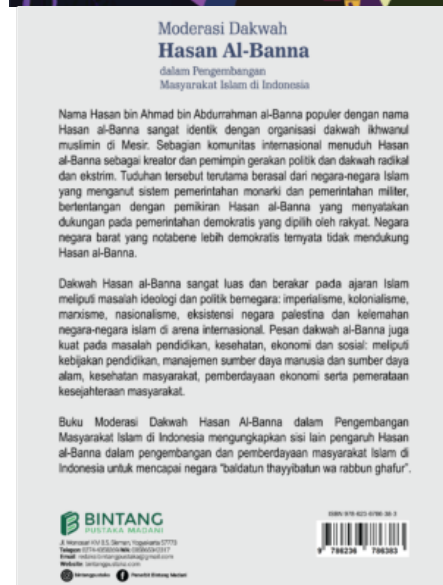 Moderasi Dakwah
Hasan Al-Banna
dalam Pengembangan
Masyarakat Islam di Indonesia
Nama Hasan bin Ahmad bin Abdurrahman al-Banna populer dengan nama
Hasan al-Banna sangat identik dengan organisasi dakwah ikhwanul
muslimin di Mesir. Sebagian komunitas internasional menuduh Hasan
al-Banna sebagai kreator dan pemimpin gerakan politik dan dakwah radikal
dan ekstrim. Tuduhan tersebut terutama berasal dari negara-negara Islam
yang menganut sistem pemerintahan monarki dan pemerintahan militer,
bertentangan dengan pemikiran Hasan al-Banna yang menyatakan
dukungan pada pemerintahan demokratis yang dipilih oleh rakyat. Negara
negara barat yang notabene lebih demokratis ternyata tidak mendukung
Hasan al-Banna.
Dakwah Hasan al-Banna sangat luas dan berakar pada ajaran Islam
meliputi masalah ideologi dan politik bernegara: imperialisme, kolonialisme,
marxisme, nasionalisme, eksistensi negara palestina dan kelemahan
negara-negara islam di arena internasional. Pesan dakwah al-Banna juga
kuat pada masalah pendidikan, kesehatan, ekonomi dan sosial: meliputi
kebijakan pendidikan, manajemen sumber daya manusia dan sumber daya
alam, kesehatan masyarakat, pemberdayaan ekonomi serta pemerataan
kesejahteraan masyarakat.
Buku Moderasi Dakwah Hasan Al-Banna dalam Pengembangan
Masyarakat Islam di Indonesia mengungkapkan sisi lain pengaruh Hasan
al-Banna dalam pengembangan dan pemberdayaan masyarakat Islam di
Indonesia untuk mencapai negara "baldatun thayyibatun wa rabbun ghafur".
BINTANG
PUSTAKA MADANI
ISBN 978-623-6786-38-3
9 786236 786383